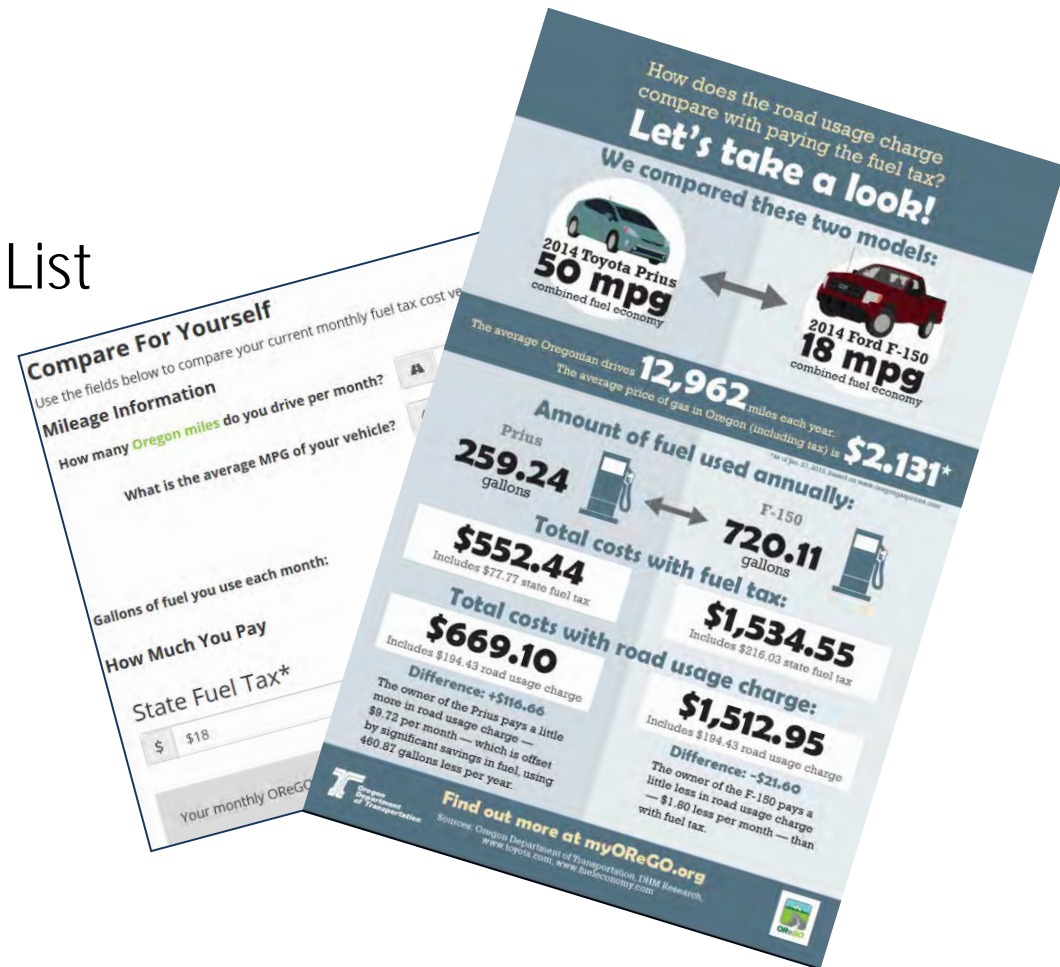 List
Compare For Yourself
Use the fields below to compare your current monthly fuel tax cost
Mileage Information
How many Oregon miles do you drive per month?
What is the average MPG of your vehicle?
Gallons of fuel you use each month:
How Much You Pay
State Fuel Tax*
$ $18
Your monthly
How does the road usage charge
compare with paying the fuel tax?
Let's take a look!
We compared these two models:
2014 Toyota Prius
50 mpg
combined fuel economy
2014 Ford F-150
18 mpg
combined fuel economy
The average Oregonian drives 12,962 miles each year.
The average price of gas in Oregon (including tax) is $2.131*
Amount of fuel used annually:
Prius
259.24
gallons
F-150
720.11
gallons
Total costs with fuel tax:
$552.44
Includes $77.77 state fuel tax
$1,534.55
Includes $216.03 state fuel tax
Total costs with road usage charge:
$669.10
Includes $194.43 road usage charge
Difference: +$116.66
The owner of the Prius pays a little
more in road usage charge —
$9.72 per month — which is offset
by significant savings in fuel, using
460.87 gallons less per year.
$1,512.95
Includes $194.43 road usage charge
Difference: -$21.60
The owner of the F-150 pays a
little less in road usage charge
— $1.80 less per month — than
with fuel tax.
Oregon
Department
of Transportation
Find out more at myOReGO.org
Sources: Oregon Department of Transportation, DHM Research,
www.toyota.com, www.fueleconomy.com
OReGO